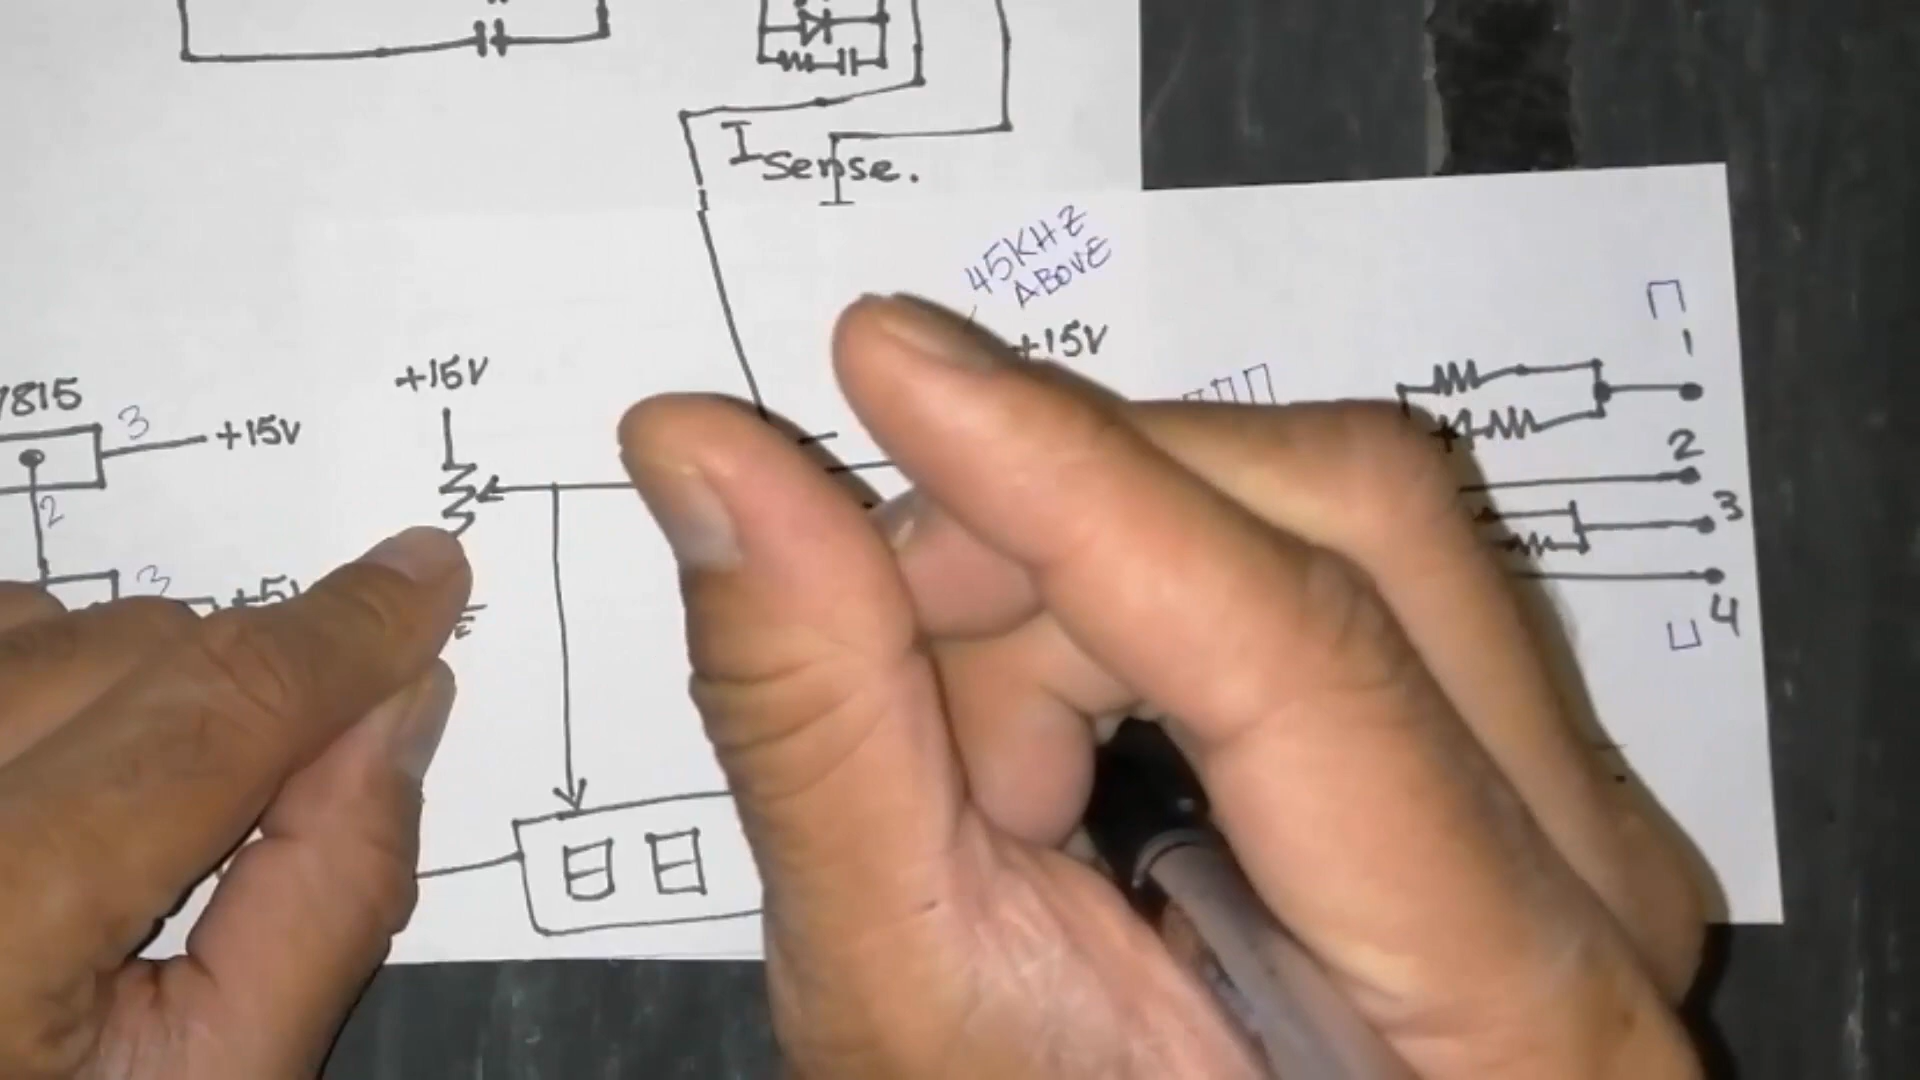 I Sense.
45KHZ
ABOVE
+15V
1
+15V
7815
3
+15V
2
2
3
3
+5V
4